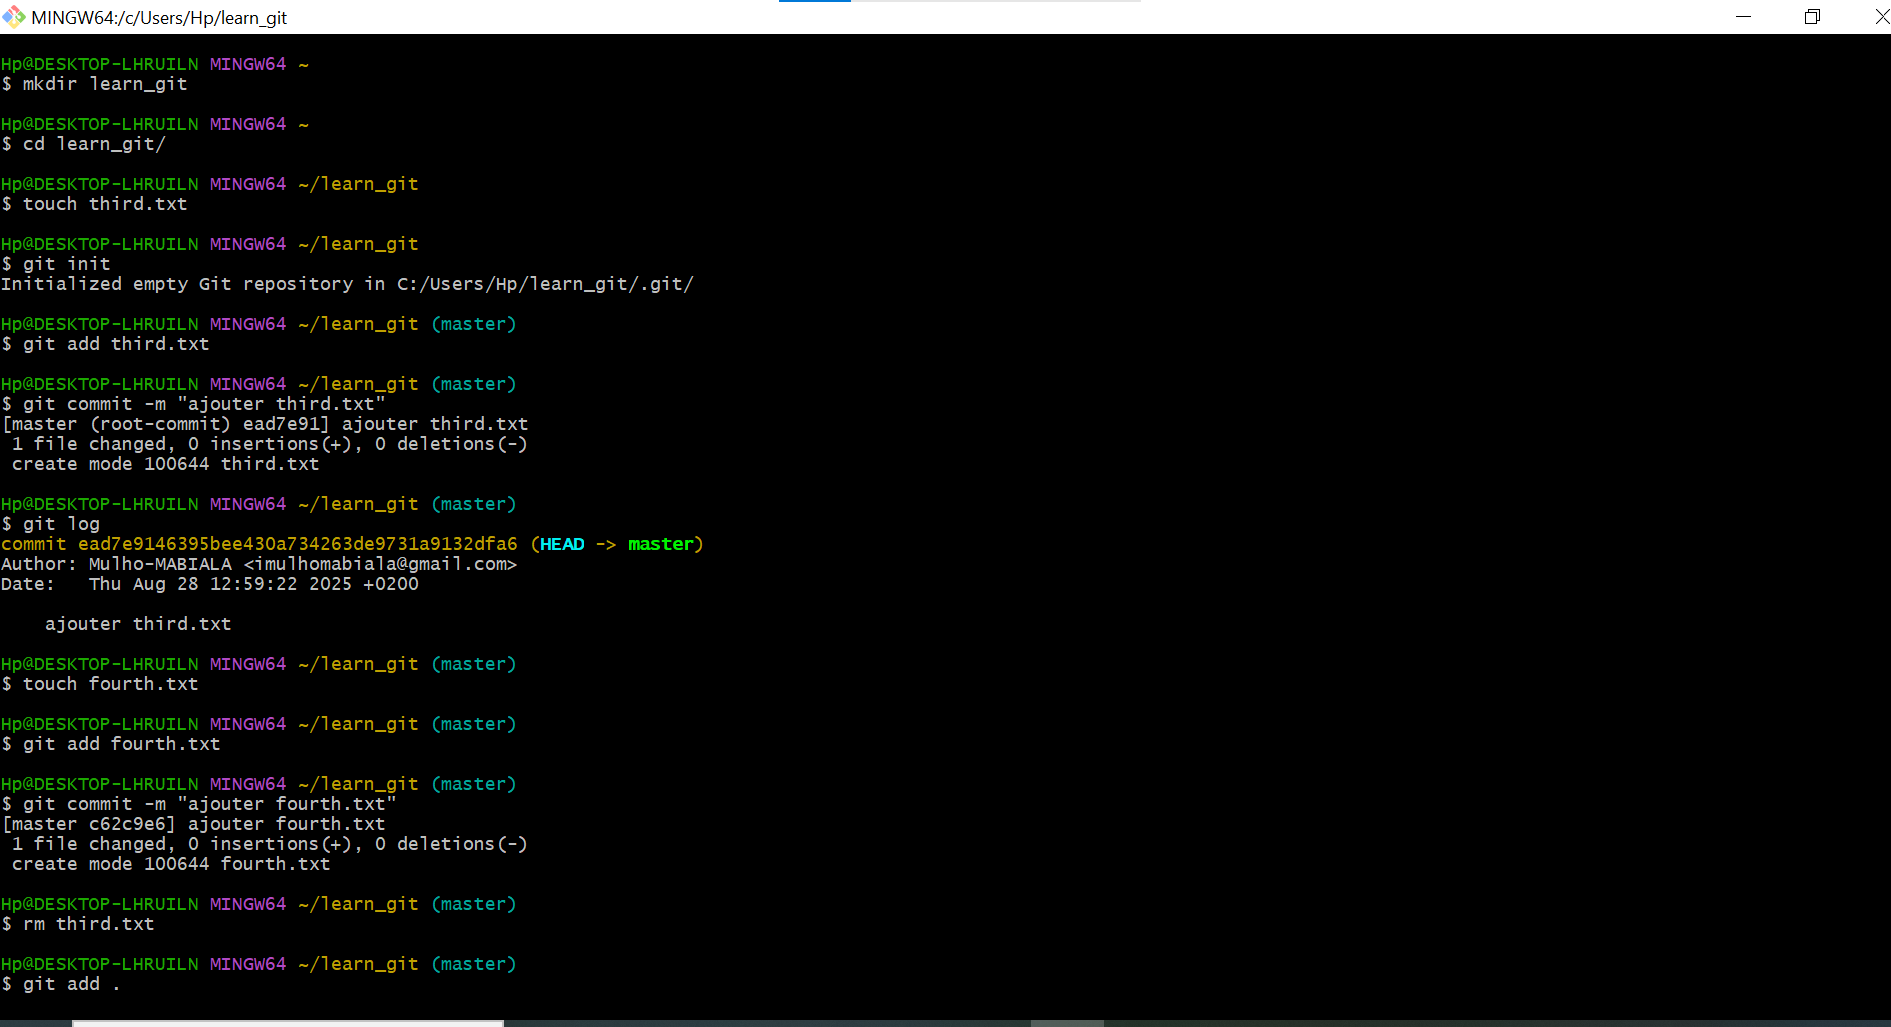 MINGW64:/c/Users/Hp/learn_git
Hp@DESKTOP-LHRUILN MINGW64 ~
$ mkdir learn_git
Hp@DESKTOP-LHRUILN MINGW64 ~
$ cd learn_git/
Hp@DESKTOP-LHRUILN MINGW64 ~/learn_git
$ touch third.txt
Hp@DESKTOP-LHRUILN MINGW64 ~/learn_git
$ git init
Initialized empty Git repository in C:/Users/Hp/learn_git/.git/
Hp@DESKTOP-LHRUILN MINGW64 ~/learn_git (master)
$ git add third.txt
Hp@DESKTOP-LHRUILN MINGW64 ~/learn_git (master)
$ git commit -m "ajouter third.txt"
[master (root-commit) ead7e91] ajouter third.txt
 1 file changed, 0 insertions(+), 0 deletions(-)
 create mode 100644 third.txt
Hp@DESKTOP-LHRUILN MINGW64 ~/learn_git (master)
$ git log
commit ead7e9146395bee430a734263de9731a9132dfa6 (HEAD -> master)
Author: Mulho-MABIALA <imulhomabiala@gmail.com>
Date:   Thu Aug 28 12:59:22 2025 +0200
    ajouter third.txt
Hp@DESKTOP-LHRUILN MINGW64 ~/learn_git (master)
$ touch fourth.txt
Hp@DESKTOP-LHRUILN MINGW64 ~/learn_git (master)
$ git add fourth.txt
Hp@DESKTOP-LHRUILN MINGW64 ~/learn_git (master)
$ git commit -m "ajouter fourth.txt"
[master c62c9e6] ajouter fourth.txt
 1 file changed, 0 insertions(+), 0 deletions(-)
 create mode 100644 fourth.txt
Hp@DESKTOP-LHRUILN MINGW64 ~/learn_git (master)
$ rm third.txt
Hp@DESKTOP-LHRUILN MINGW64 ~/learn_git (master)
$ git add .